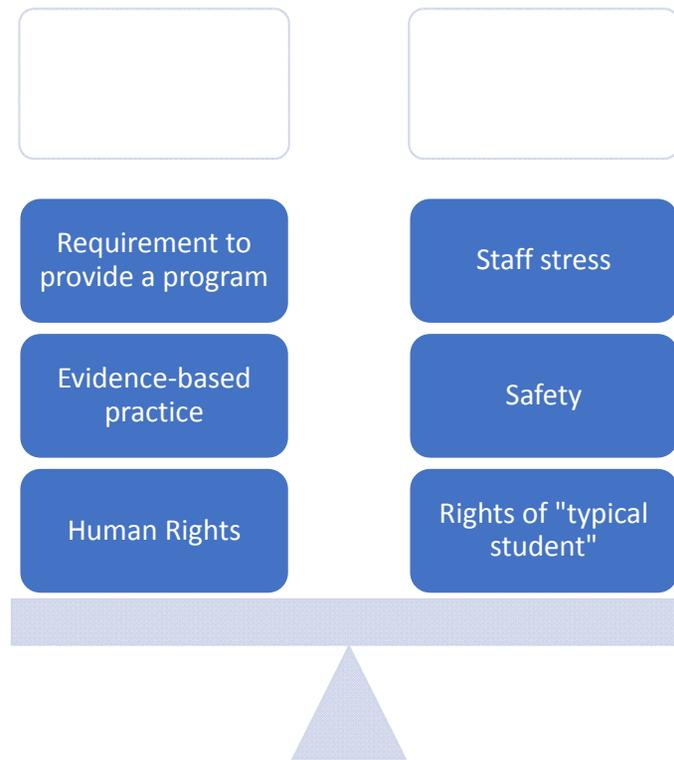 Requirement to
provide a program
Staff stress
Evidence-based
practice
Safety
Human Rights
Rights of "typical
student"